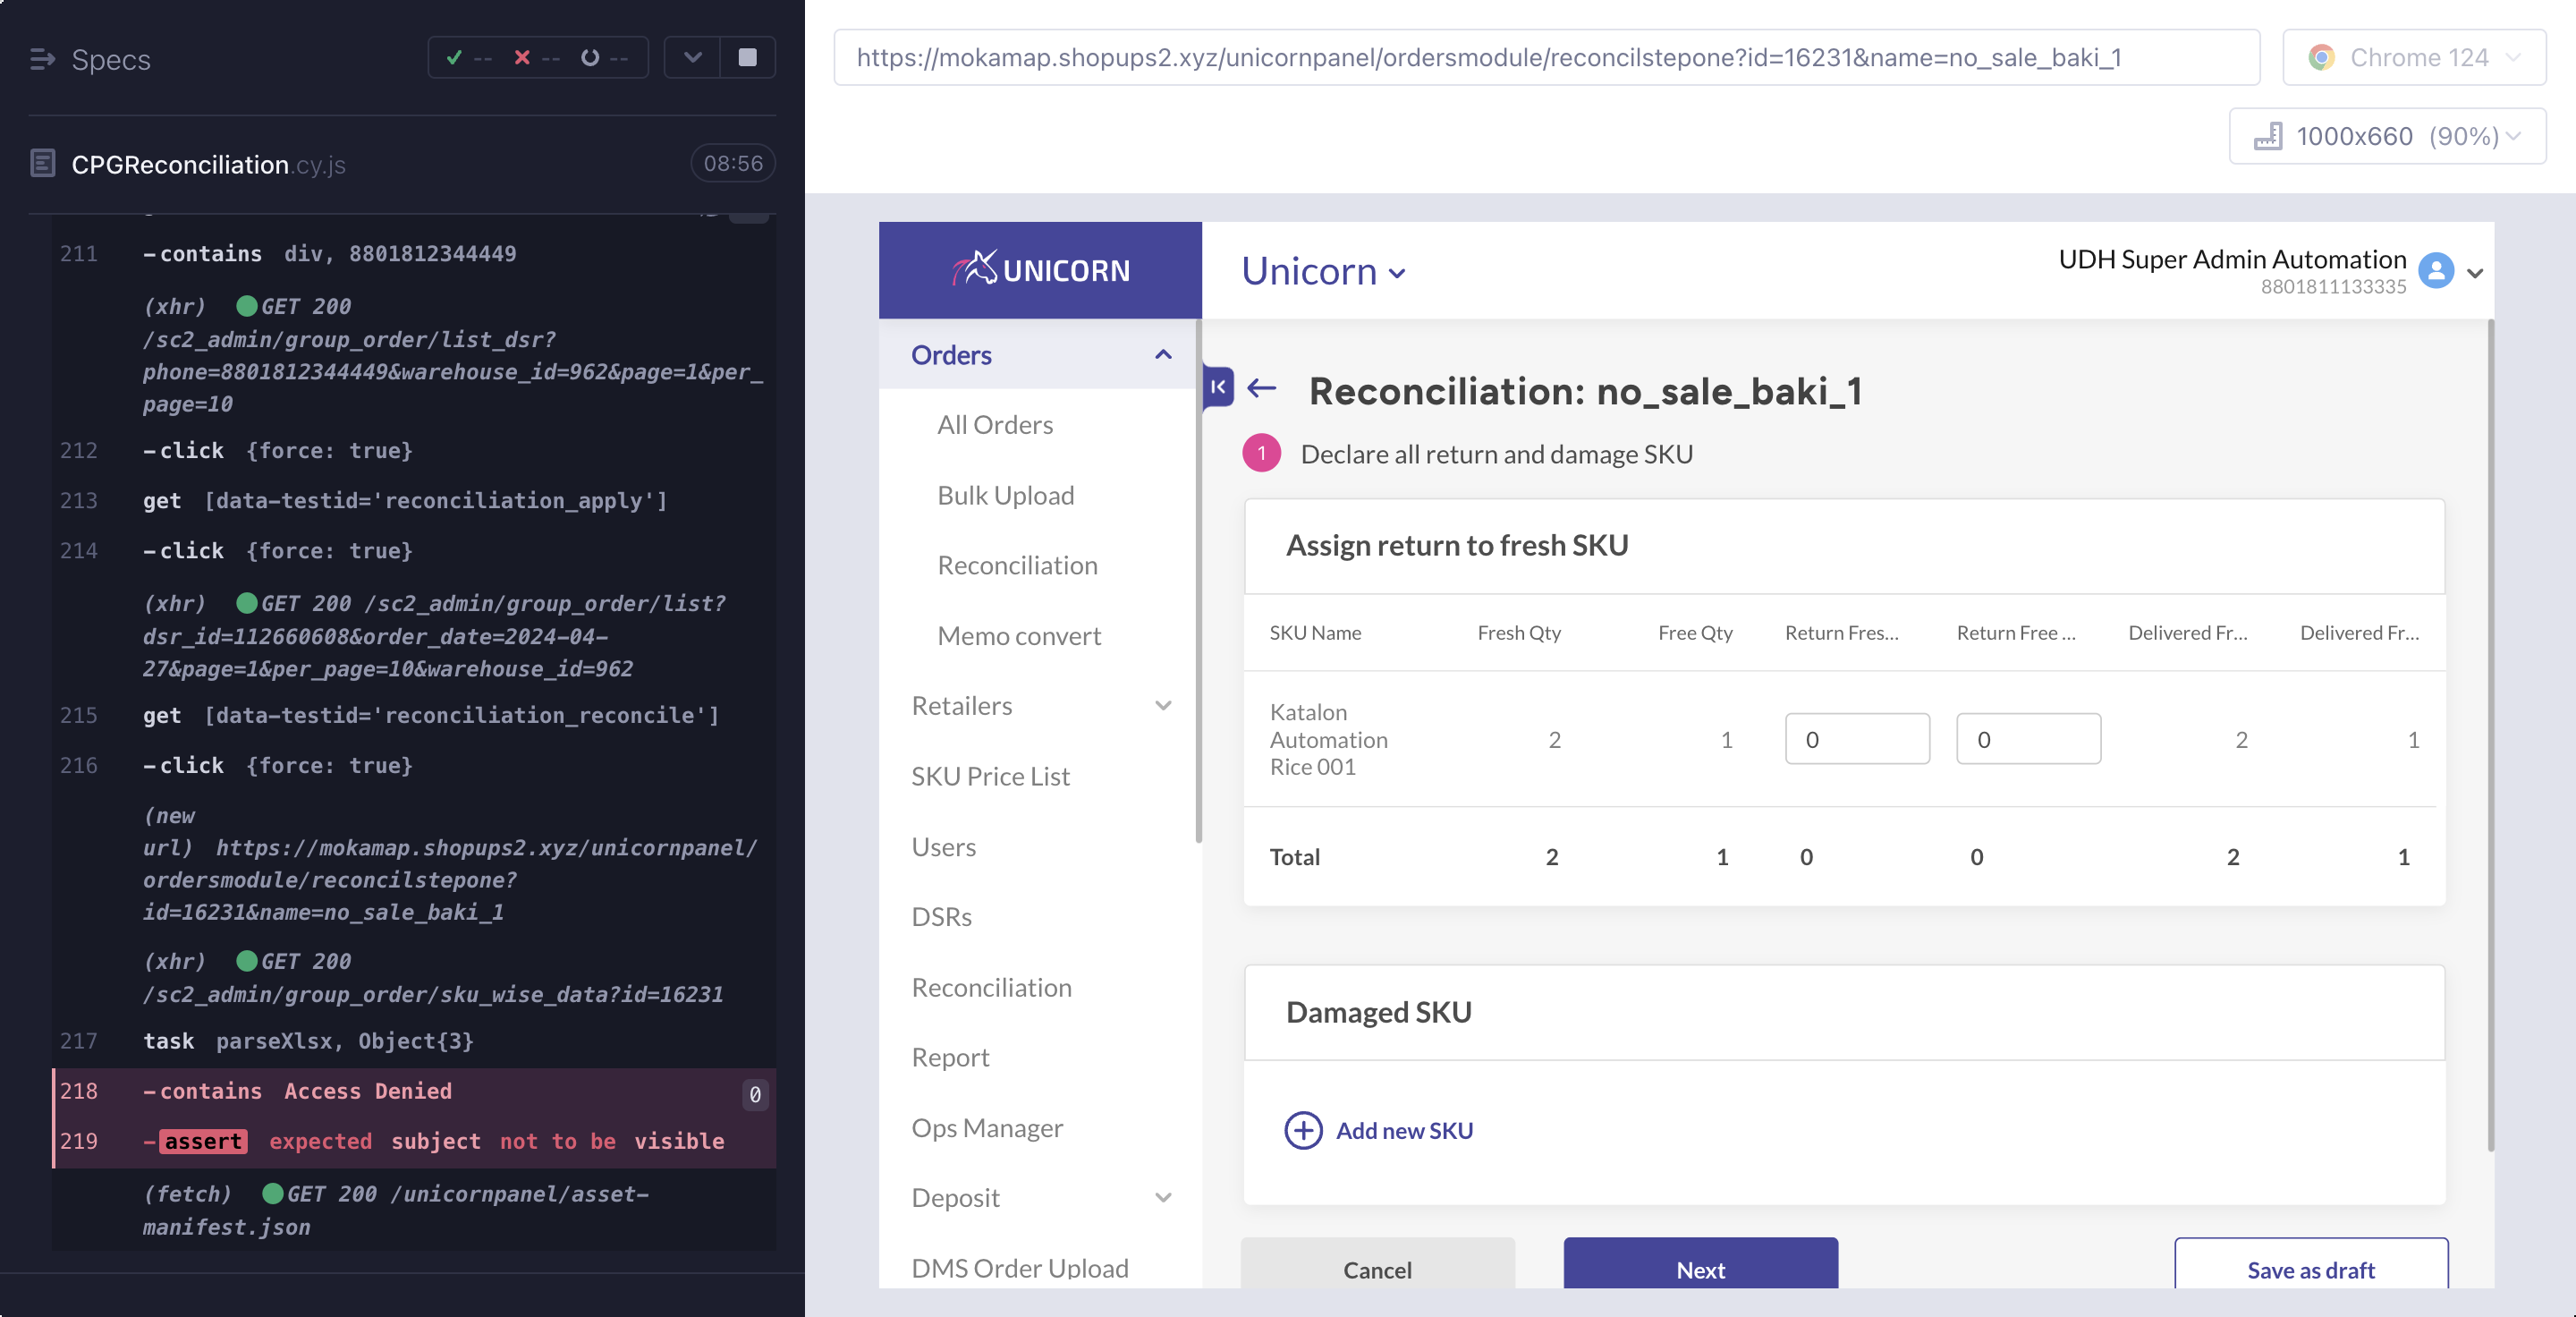 Specs
-- -- --
CPGReconciliation.cy.js
08:56
211 -contains div, 8801812344449
(xhr) GET 200
/sc2_admin/group_order/list_dsr?
phone=8801812344449&warehouse_id=962&page=1&per_
page=10
212 -click {force: true}
213 get [data-testid='reconciliation_apply']
214 -click {force: true}
(xhr) GET 200 /sc2_admin/group_order/list?
dsr_id=112660608&order_date=2024-04-
27&page=1&per_page=10&warehouse_id=962
215 get [data-testid='reconciliation_reconcile']
216 -click {force: true}
(new
url) https://mokamap.shopups2.xyz/unicornpanel/
ordersmodule/reconcilstepone?
id=16231&name=no_sale_baki_1
(xhr) GET 200
/sc2_admin/group_order/sku_wise_data?id=16231
217 task parseXlsx, Object{3}
218 -contains Access Denied 0
219 -assert expected subject not to be visible
(fetch) GET 200 /unicornpanel/asset-
manifest.json
https://mokamap.shopups2.xyz/unicornpanel/ordersmodule/reconcilstepone?id=16231&name=no_sale_baki_1
Chrome 124
1000x660 (90%)
UNICORN
Unicorn
UDH Super Admin Automation
8801811133335
Orders
All Orders
Bulk Upload
Reconciliation
Memo convert
Retailers
SKU Price List
Users
DSRs
Reconciliation
Report
Ops Manager
Deposit
DMS Order Upload
Reconciliation: no_sale_baki_1
1 Declare all return and damage SKU
Assign return to fresh SKU
SKU Name Fresh Qty Free Qty Return Fres... Return Free ... Delivered Fr... Delivered Fr...
Katalon
Automation
Rice 001
2 1 0 0 2 1
Total 2 1 0 0 2 1
Damaged SKU
Add new SKU
Cancel
Next
Save as draft